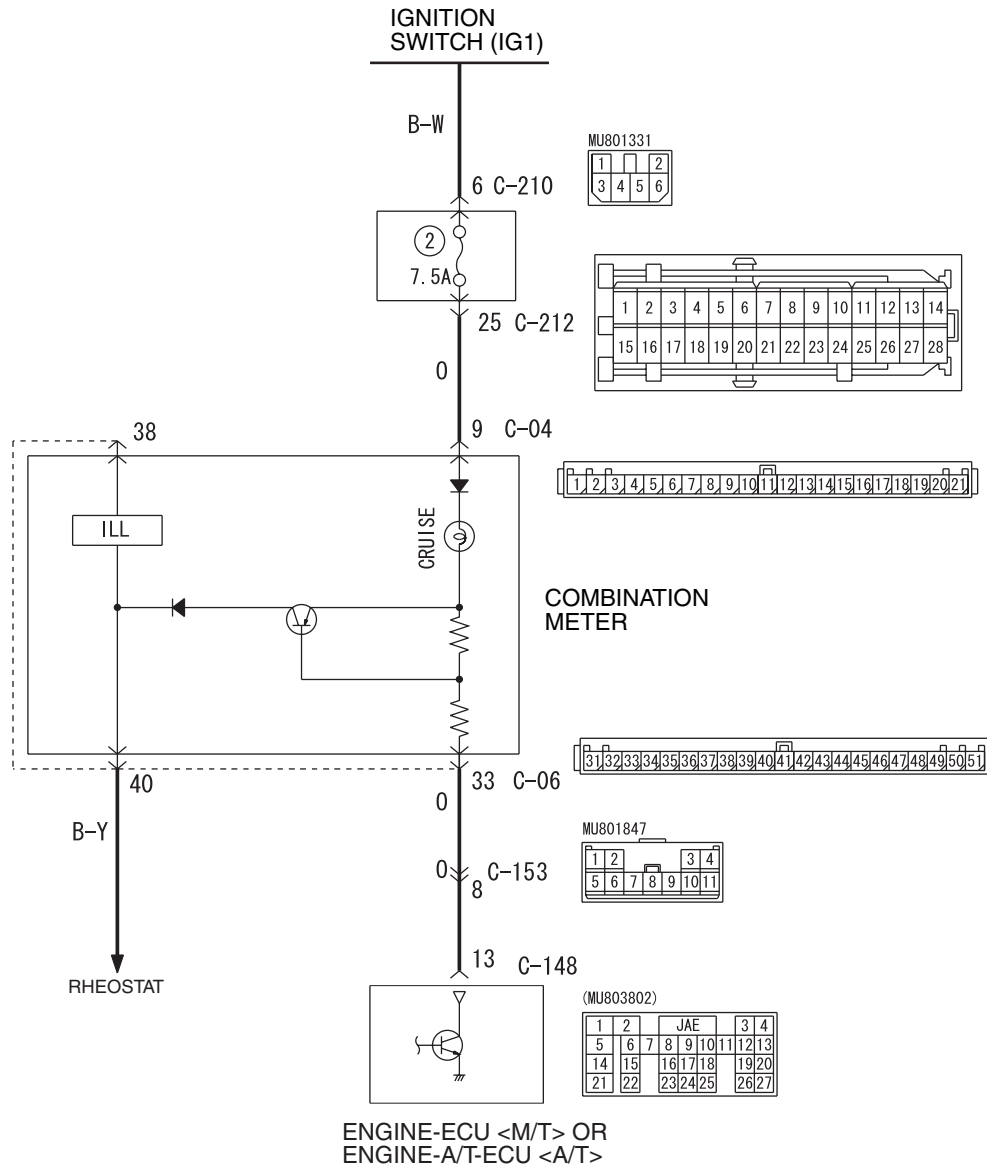 IGNITION
SWITCH (IG1)
B-W
MU801331
1 2
3 4 5 6
6 C-210
2
7.5A
25 C-212
1 2 3 4 5 6 7 8 9 10 11 12 13 14
15 16 17 18 19 20 21 22 23 24 25 26 27 28
O
38
9 C-04
1 2 3 4 5 6 7 8 9 10 11 12 13 14 15 16 17 18 19 20 21
ILL
CRUISE
COMBINATION
METER
31 32 33 34 35 36 37 38 39 40 41 42 43 44 45 46 47 48 49 50 51
40
33 C-06
O
B-Y
MU801847
1 2 3 4
5 6 7 8 9 10 11
O C-153
8
13 C-148
RHEOSTAT
(MU803802)
1 2 JAE 3 4
5 6 7 8 9 10 11 12 13
14 15 16 17 18 19 20
21 22 23 24 25 26 27
ENGINE-ECU <M/T> OR
ENGINE-A/T-ECU <A/T>